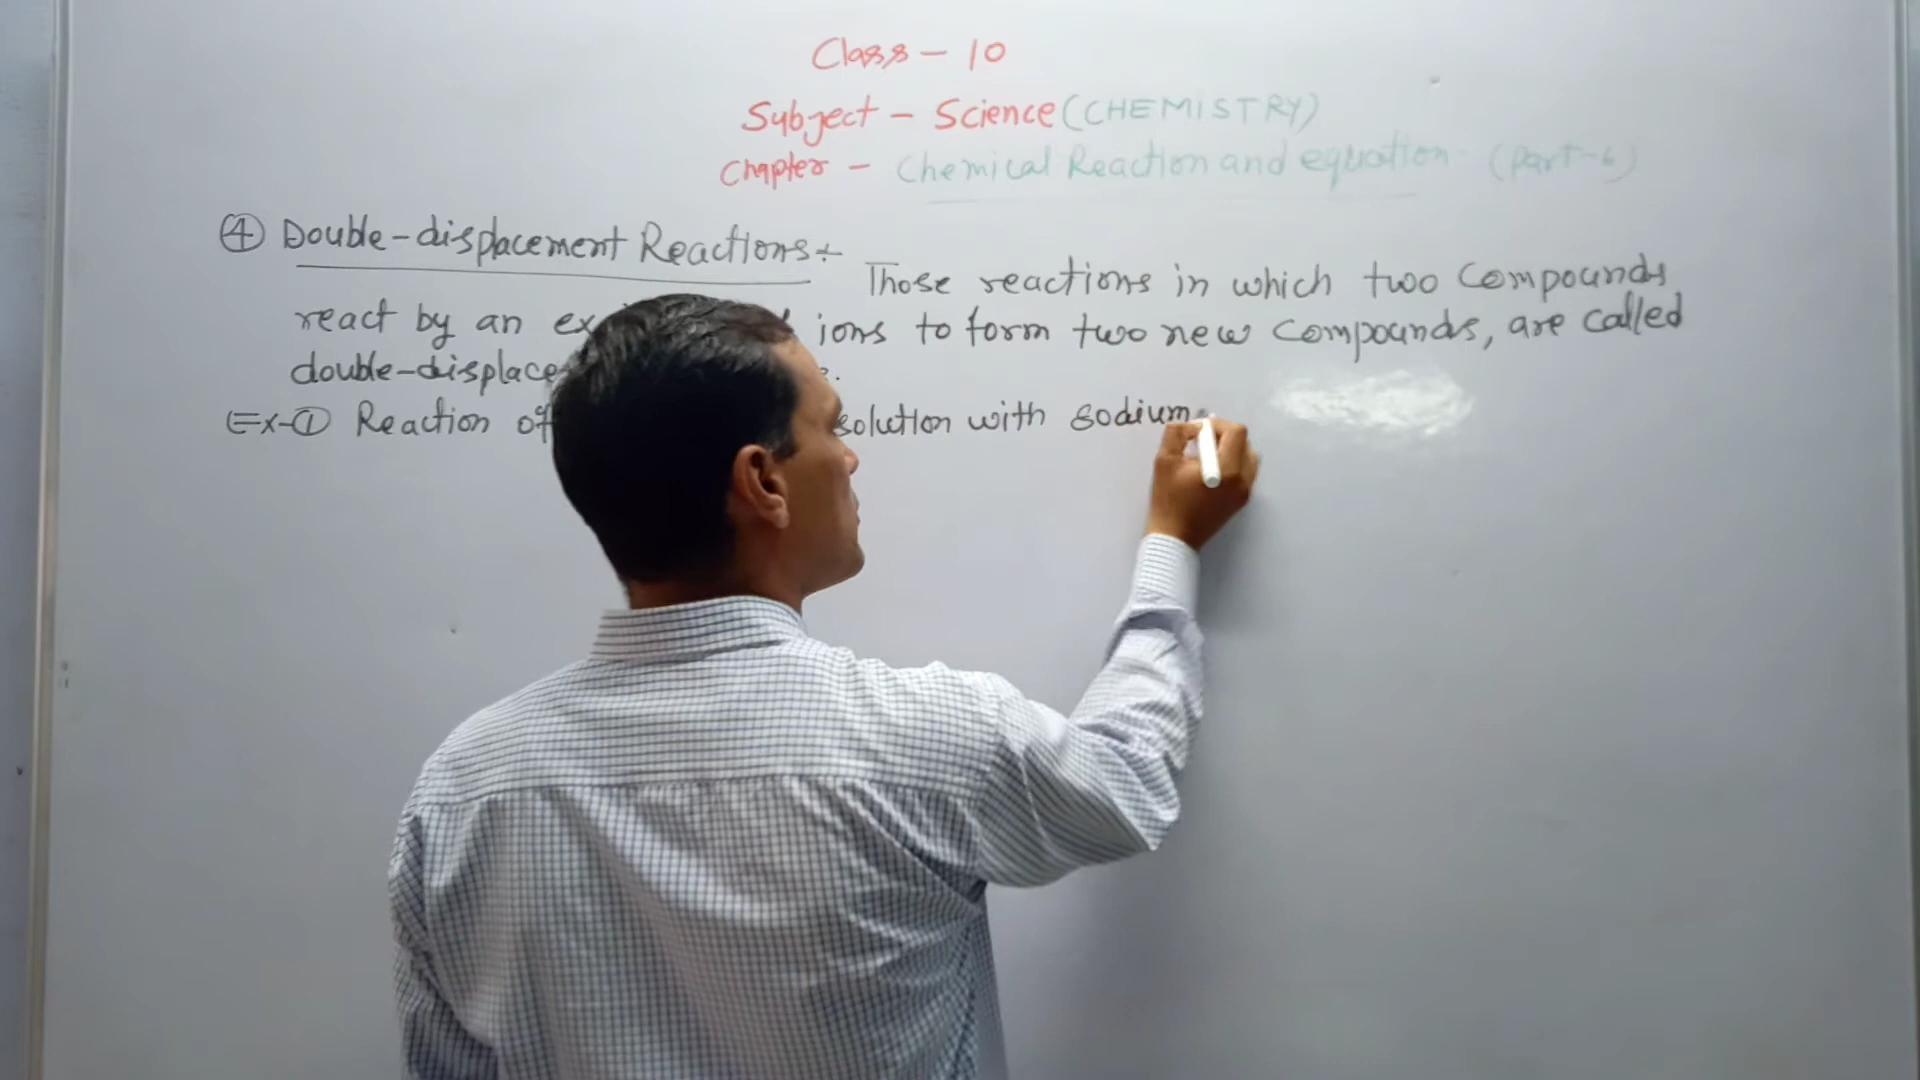 Class - 10
Subject - Science (CHEMISTRY)
Chapter - Chemical Reaction and equation (Part-6)
④ Double-displacement Reactions:-
Those reactions in which two compounds
react by an ions to form two new compounds, are called
double-displace
Ex-① Reaction of solution with sodium